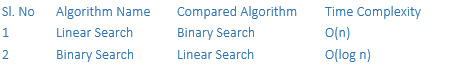 Sl. No Algorithm Name Compared Algorithm Time Complexity
1 Linear Search Binary Search O(n)
2 Binary Search Linear Search O(log n)